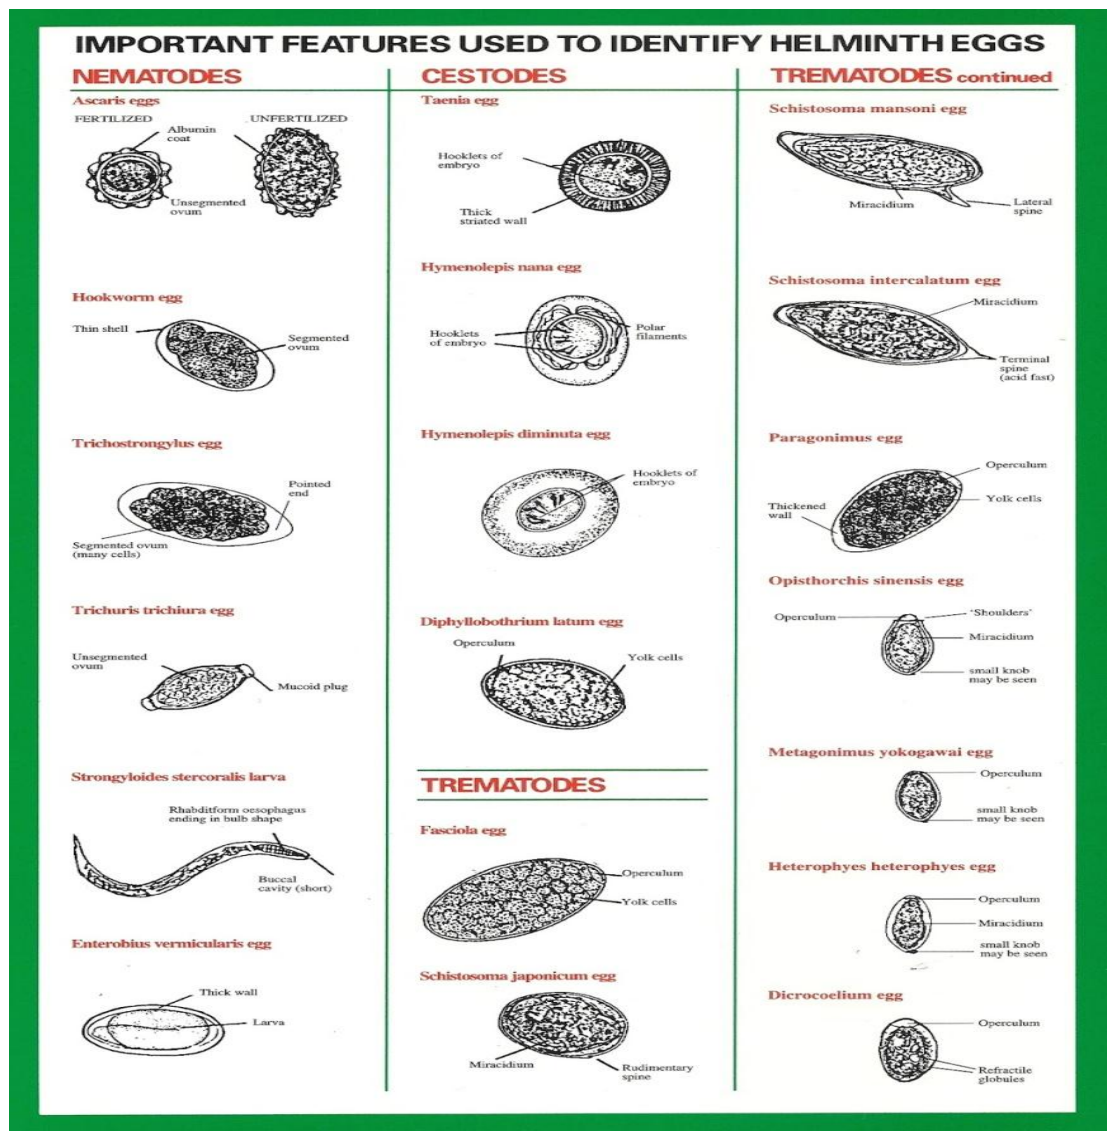 IMPORTANT FEATURES USED TO IDENTIFY HELMINTH EGGS
NEMATODES
Ascaris eggs
FERTILIZED
UNFERTILIZED
Albumin
coat
Unsegmented
ovum
Hookworm egg
Thin shell
Segmented
ovum
Trichostrongylus egg
Pointed
end
Segmented ovum
(many cells)
Trichuris trichiura egg
Unsegmented
ovum
Mucoid plug
Strongyloides stercoralis larva
Rhabditform oesophagus
ending in bulb shape
Buccal
cavity (short)
Enterobius vermicularis egg
Thick wall
Larva
CESTODES
Taenia egg
Hooklets of
embryo
Thick
striated wall
Hymenolepis nana egg
Hooklets
of embryo
Polar
filaments
Hymenolepis diminuta egg
Hooklets of
embryo
Diphyllobothrium latum egg
Operculum
Yolk cells
TREMATODES
Fasciola egg
Operculum
Yolk cells
Schistosoma japonicum egg
Miracidium
Rudimentary
spine
TREMATODES continued
Schistosoma mansoni egg
Miracidium
Lateral
spine
Schistosoma intercalatum egg
Miracidium
Terminal
spine
(acid fast)
Paragonimus egg
Operculum
Yolk cells
Thickened
wall
Opisthorchis sinensis egg
Operculum
'Shoulders'
Miracidium
small knob
may be seen
Metagonimus yokogawai egg
Operculum
small knob
may be seen
Heterophyes heterophyes egg
Operculum
Miracidium
small knob
may be seen
Dicrocoelium egg
Operculum
Refractile
globules